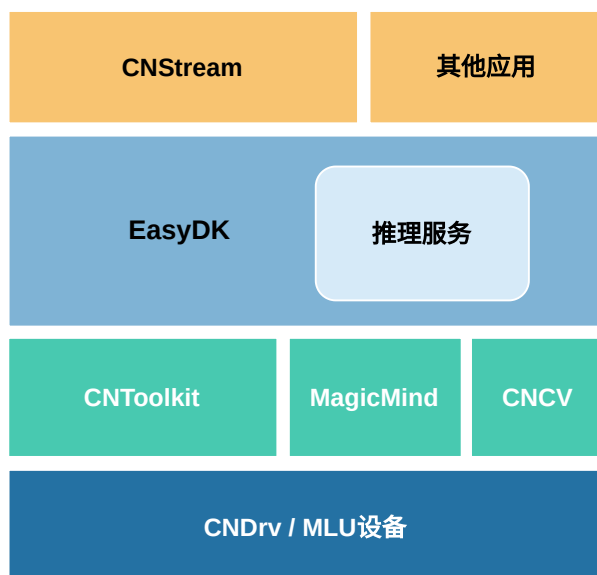 CNStream
其他应用
EasyDK
推理服务
CNToolkit
MagicMind
CNCV
CNDrv / MLU设备